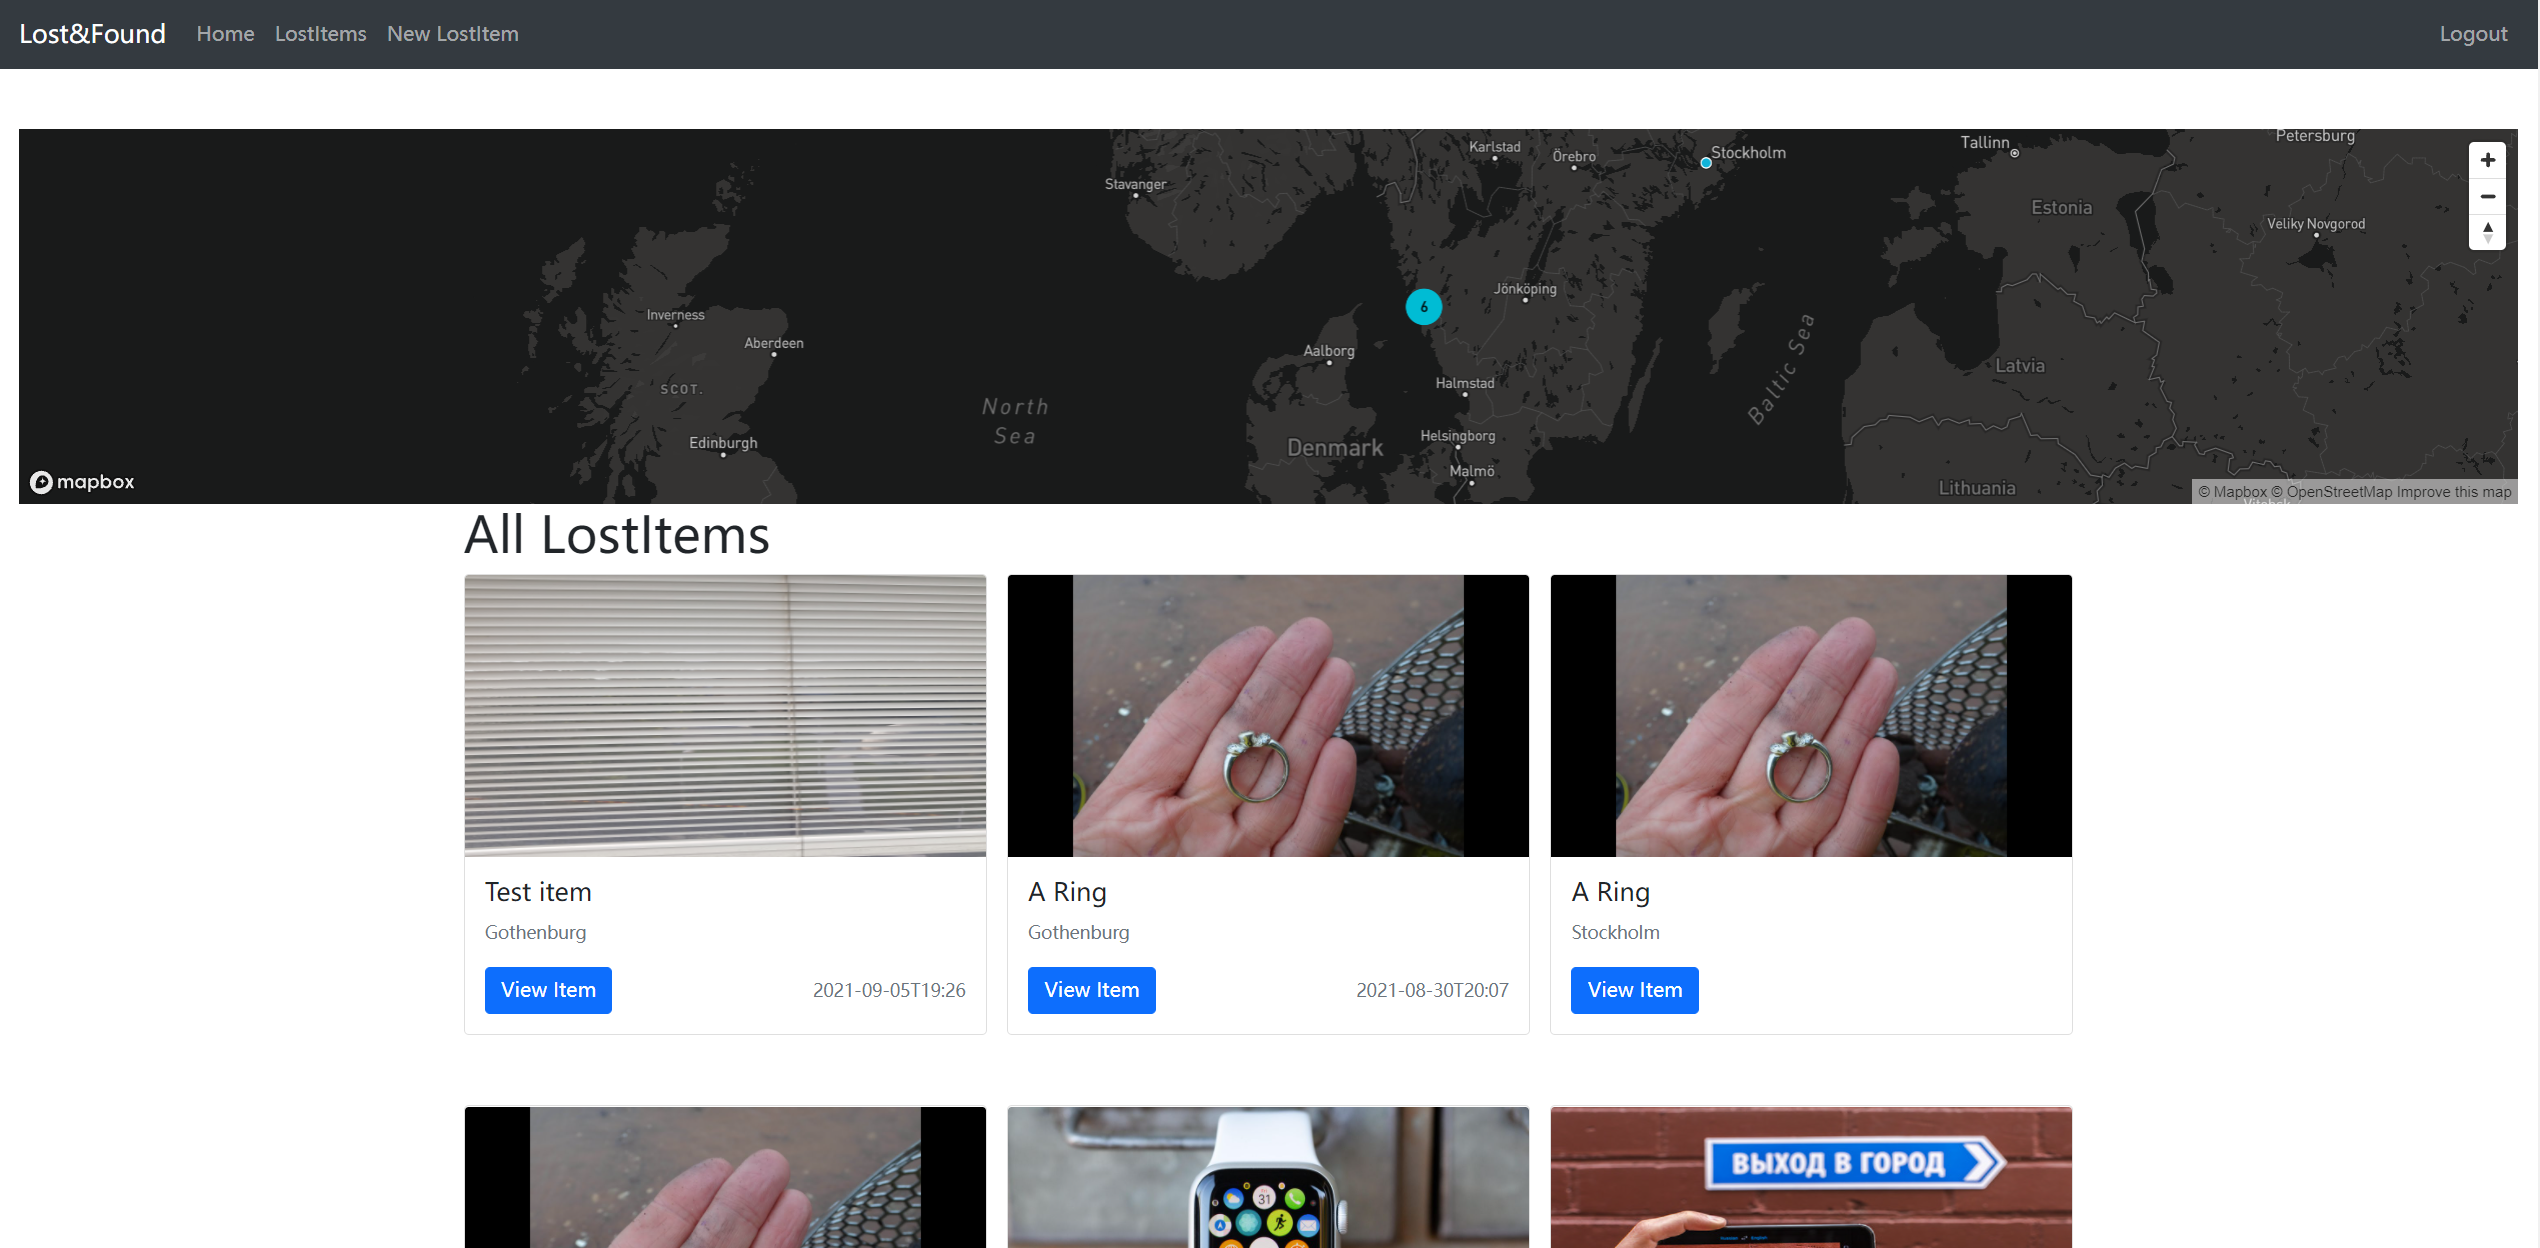 Lost&Found Home LostItems New LostItem Logout
Karlstad
Örebro
Stockholm
Tallinn
Petersburg
Stavanger
Estonia
Veliky Novgorod
Jönköping
6
Inverness
Aberdeen
Aalborg
Baltic Sea
Latvia
SCOT.
Halmstad
North
Sea
Edinburgh
Helsingborg
Denmark
Malmö
mapbox
Lithuania
© Mapbox © OpenStreetMap Improve this map
All LostItems
Test item
Gothenburg
View Item 2021-09-05T19:26
A Ring
Gothenburg
View Item 2021-08-30T20:07
A Ring
Stockholm
View Item
31
ВЫХОД В ГОРОД